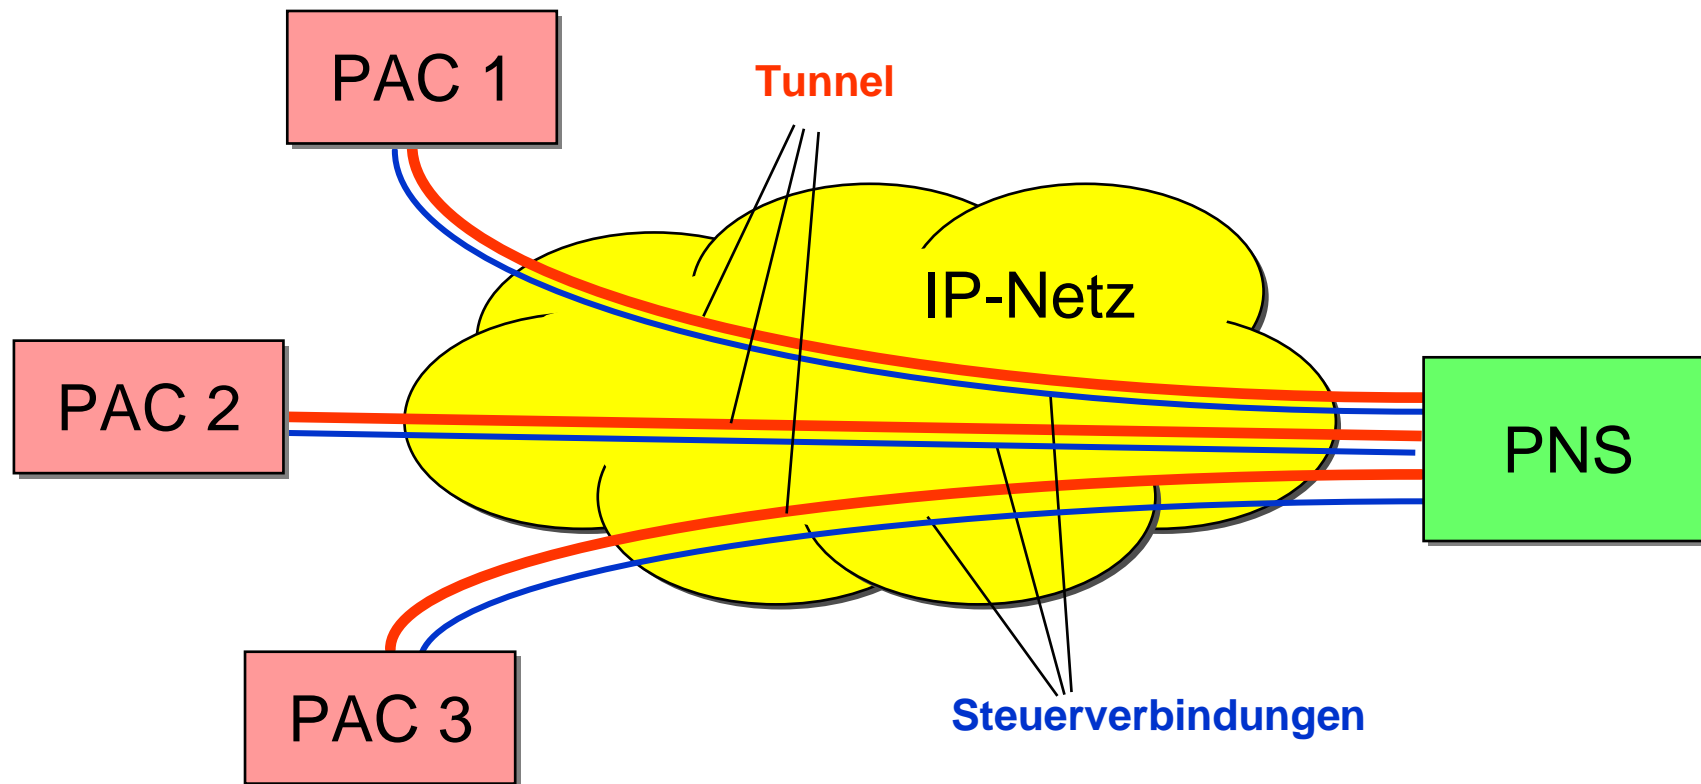 PAC 1
Tunnel
IP-Netz
PAC 2
PNS
PAC 3
Steuerverbindungen